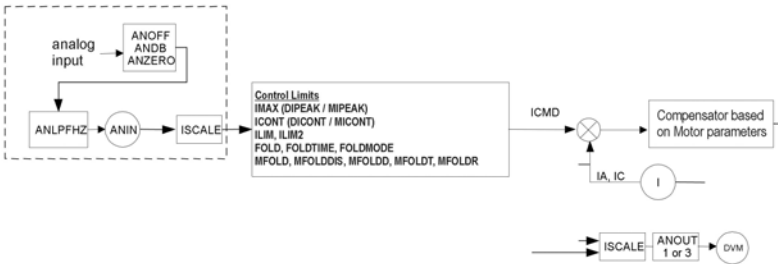 analog
input
ANOFF
ANDB
ANZERO
ANLPFHZ
ANIN
ISCALE
Control Limits
IMAX (DIPEAK / MIPEAK)
ICONT (DICONT / MICONT)
ILIM, ILIM2
FOLD, FOLDTIME, FOLDMODE
MFOLD, MFOLDDIS, MFOLDD, MFOLDT, MFOLDR
ICMD
Compensator based
on Motor parameters
IA, IC
I
ISCALE
ANOUT
1 or 3
DVM